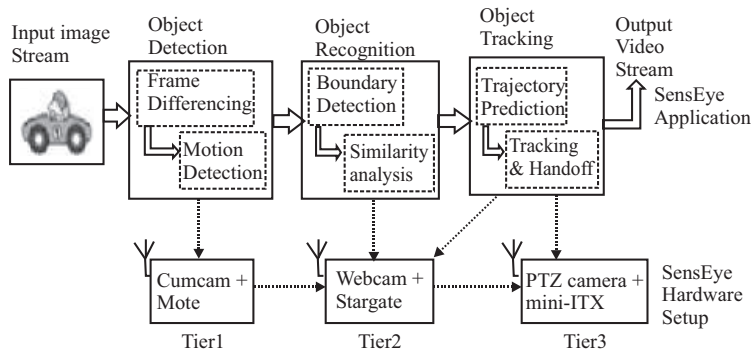 Input image
Stream
Object
Detection
Object
Recognition
Object
Tracking
Output
Video
Stream
Frame
Differencing
Motion
Detection
Boundary
Detection
Similarity
analysis
Trajectory
Prediction
Tracking
& Handoff
SensEye
Application
Cumcam +
Mote
Webcam +
Stargate
PTZ camera +
mini-ITX
SensEye
Hardware
Setup
Tier1
Tier2
Tier3